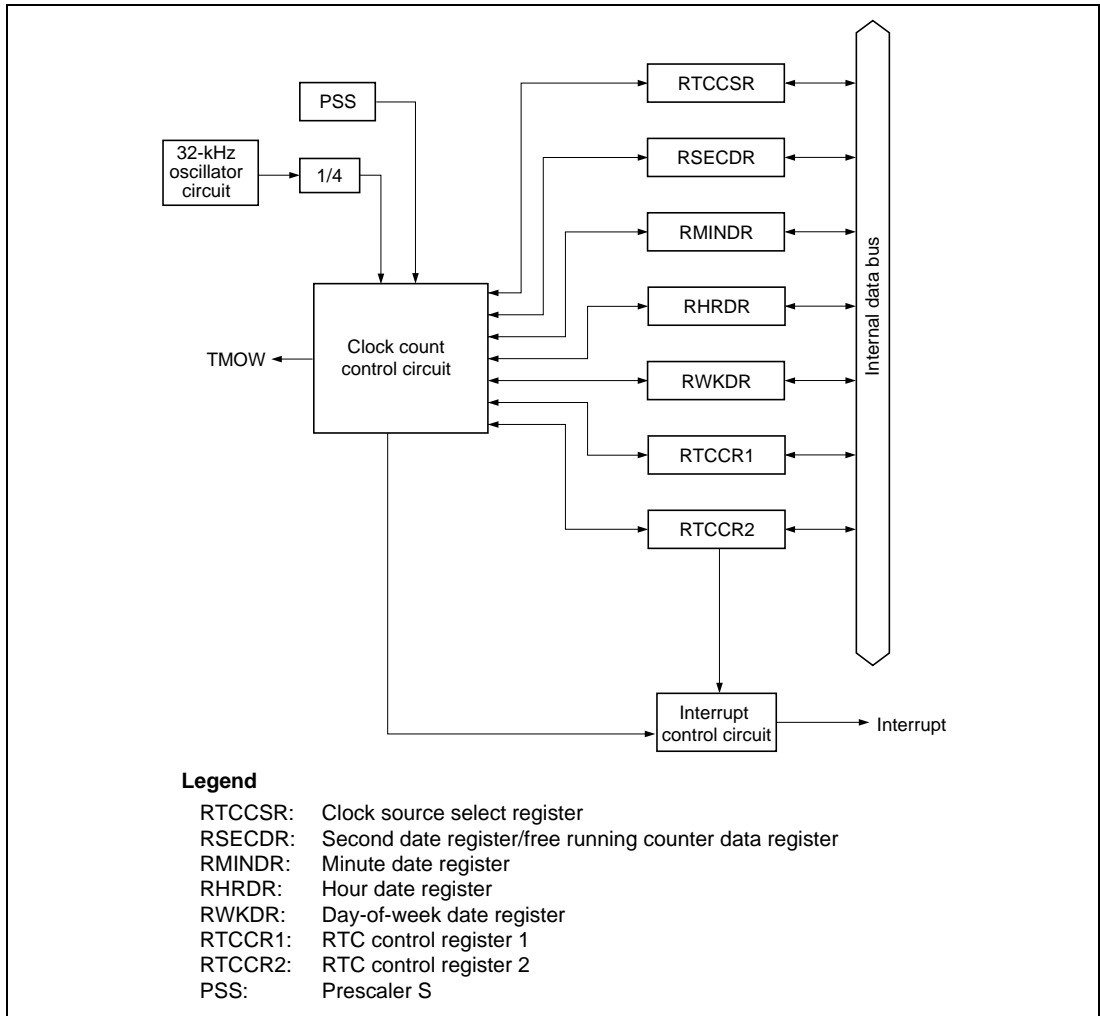 PSS
32-kHz
oscillator
circuit
1/4
Clock count
control circuit
TMOW
RTCCSR
RSECDR
RMINDR
RHRDR
RWKDR
RTCCR1
RTCCR2
Internal data bus
Interrupt
control circuit
Interrupt
Legend
RTCCSR: Clock source select register
RSECDR: Second date register/free running counter data register
RMINDR: Minute date register
RHRDR: Hour date register
RWKDR: Day-of-week date register
RTCCR1: RTC control register 1
RTCCR2: RTC control register 2
PSS: Prescaler S